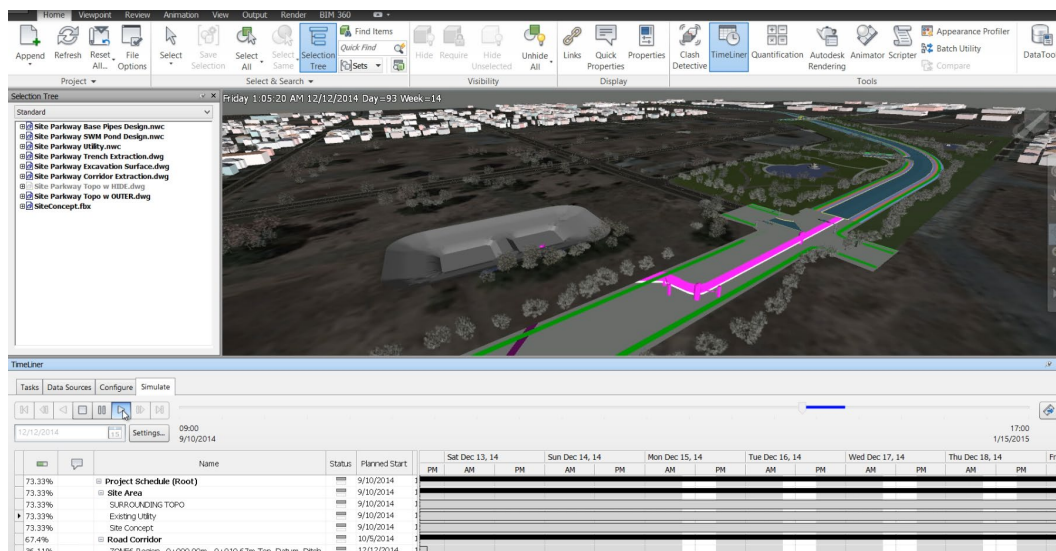 Home Viewpoint Review Animation View Output Render BIM 360
Append Refresh Reset All... File Options Select Save Selection Select All Select Same Selection Tree Find Items Quick Find Sets Hide Require Hide Unselected Unhide All Links Quick Properties Properties Clash Detective TimeLiner Quantification Autodesk Rendering Animator Scripter Appearance Profiler Batch Utility Compare DataToo
Project Select & Search Visibility Display Tools
Selection Tree
Standard
Site Parkway Base Pipes Design.nwc
Site Parkway SWM Pond Design.nwc
Site Parkway Utility.nwc
Site Parkway Trench Extraction.dwg
Site Parkway Excavation Surface.dwg
Site Parkway Corridor Extraction.dwg
Site Parkway Topo w HIDE.dwg
Site Parkway Topo w OUTER.dwg
SiteConcept.fbx
Friday 1:05:20 AM 12/12/2014 Day=93 Week=14
TimeLiner
Tasks Data Sources Configure Simulate
12/12/2014 Settings... 09:00 17:00
9/10/2014 1/15/2015
Name Status Planned Start Sat Dec 13, 14 Sun Dec 14, 14 Mon Dec 15, 14 Tue Dec 16, 14 Wed Dec 17, 14 Thu Dec 18, 14 Fr
PM AM PM AM PM AM PM AM PM AM PM AM PM
73.33% Project Schedule (Root) 9/10/2014 1
73.33% Site Area 9/10/2014 1
73.33% SURROUNDING TOPO 9/10/2014 1
73.33% Existing Utility 9/10/2014 1
73.33% Site Concept 9/10/2014 1
67.4% Road Corridor 10/5/2014 1
12/12/2014